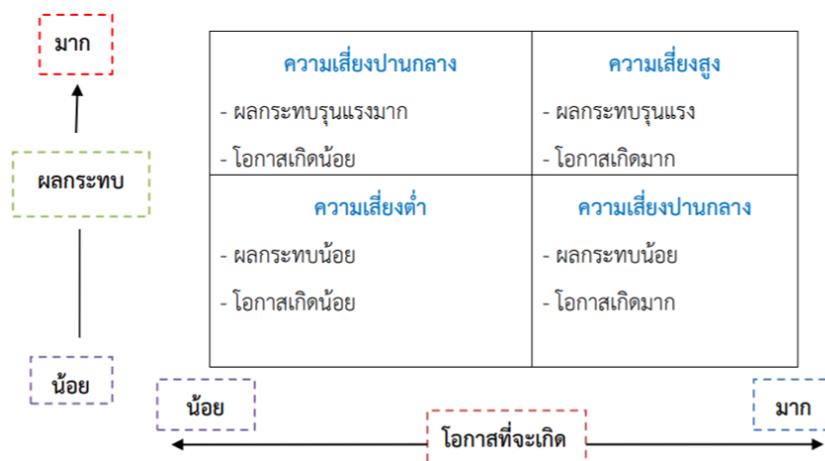 มาก
ผลกระทบ
น้อย
ความเสี่ยงปานกลาง
- ผลกระทบรุนแรงมาก
- โอกาสเกิดน้อย
ความเสี่ยงสูง
- ผลกระทบรุนแรง
- โอกาสเกิดมาก
ความเสี่ยงต่ำ
- ผลกระทบน้อย
- โอกาสเกิดน้อย
ความเสี่ยงปานกลาง
- ผลกระทบน้อย
- โอกาสเกิดมาก
น้อย
โอกาสที่จะเกิด
มาก